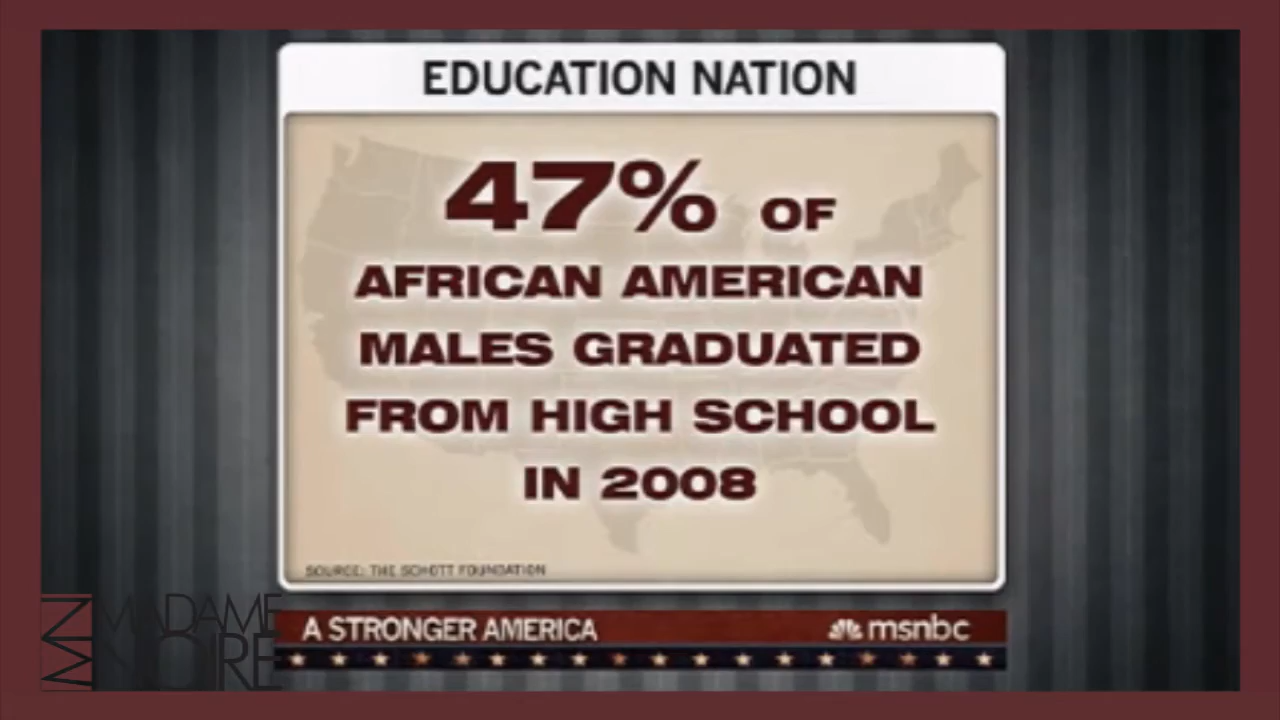 EDUCATION NATION
47% OF
AFRICAN AMERICAN
MALES GRADUATED
FROM HIGH SCHOOL
IN 2008
SOURCE: THE SCHOTT FOUNDATION
A STRONGER AMERICA
msnbc
MN
MADAME
NOIRE